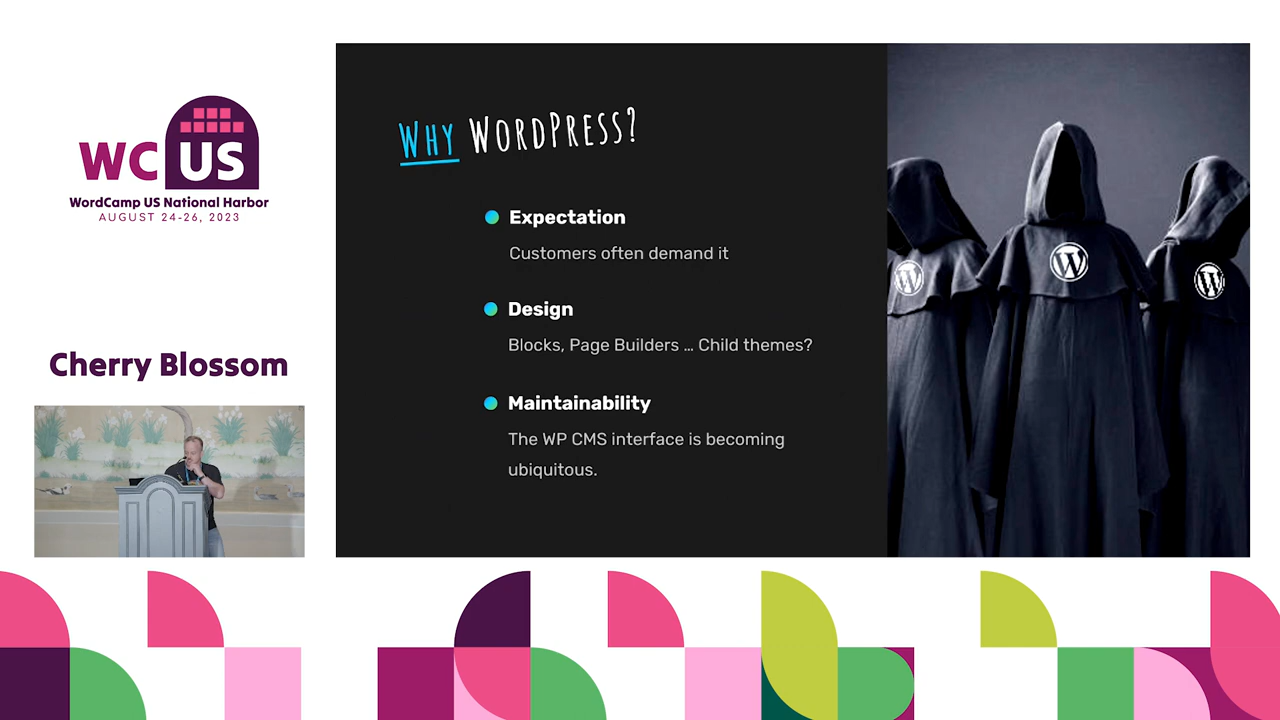 WC US
WordCamp US National Harbor
AUGUST 24-26, 2023
Cherry Blossom
WHY WORDPRESS?
Expectation
Customers often demand it
Design
Blocks, Page Builders … Child themes?
Maintainability
The WP CMS interface is becoming
ubiquitous.